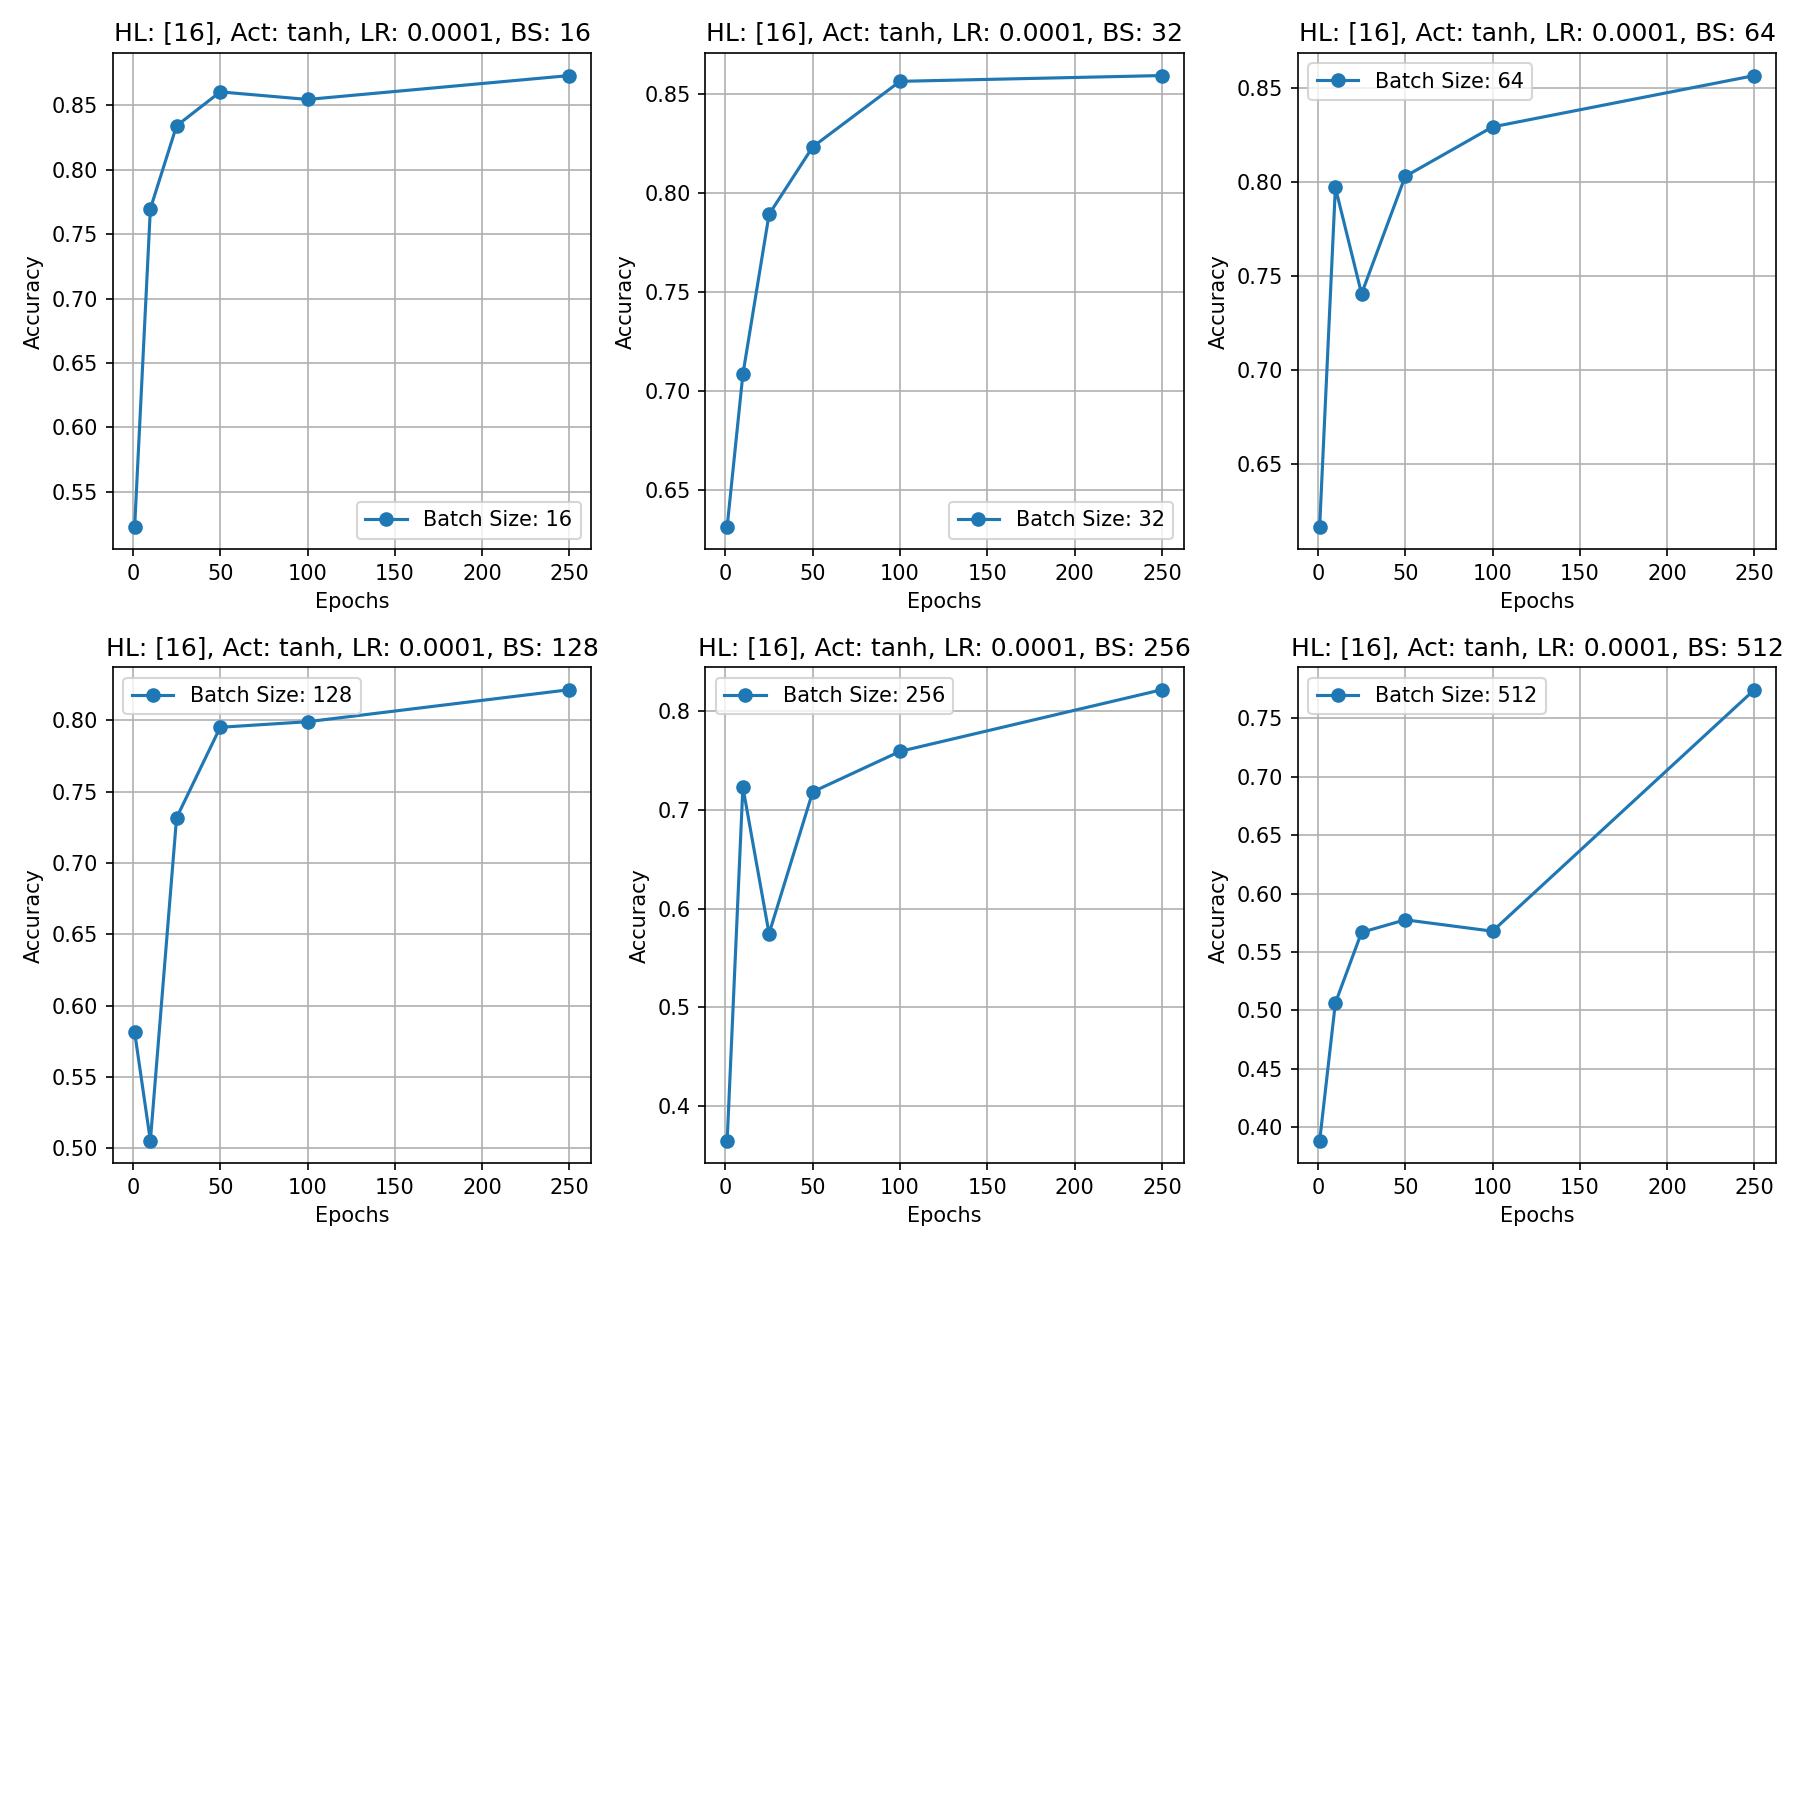 HL: [16], Act: tanh, LR: 0.0001, BS: 16
Accuracy
0.85
0.80
0.75
0.70
0.65
0.60
0.55
Batch Size: 16
0 50 100 150 200 250
Epochs
HL: [16], Act: tanh, LR: 0.0001, BS: 32
Accuracy
0.85
0.80
0.75
0.70
0.65
Batch Size: 32
0 50 100 150 200 250
Epochs
HL: [16], Act: tanh, LR: 0.0001, BS: 64
Batch Size: 64
Accuracy
0.85
0.80
0.75
0.70
0.65
0 50 100 150 200 250
Epochs
HL: [16], Act: tanh, LR: 0.0001, BS: 128
Batch Size: 128
Accuracy
0.80
0.75
0.70
0.65
0.60
0.55
0.50
0 50 100 150 200 250
Epochs
HL: [16], Act: tanh, LR: 0.0001, BS: 256
Batch Size: 256
Accuracy
0.8
0.7
0.6
0.5
0.4
0 50 100 150 200 250
Epochs
HL: [16], Act: tanh, LR: 0.0001, BS: 512
Batch Size: 512
Accuracy
0.75
0.70
0.65
0.60
0.55
0.50
0.45
0.40
0 50 100 150 200 250
Epochs